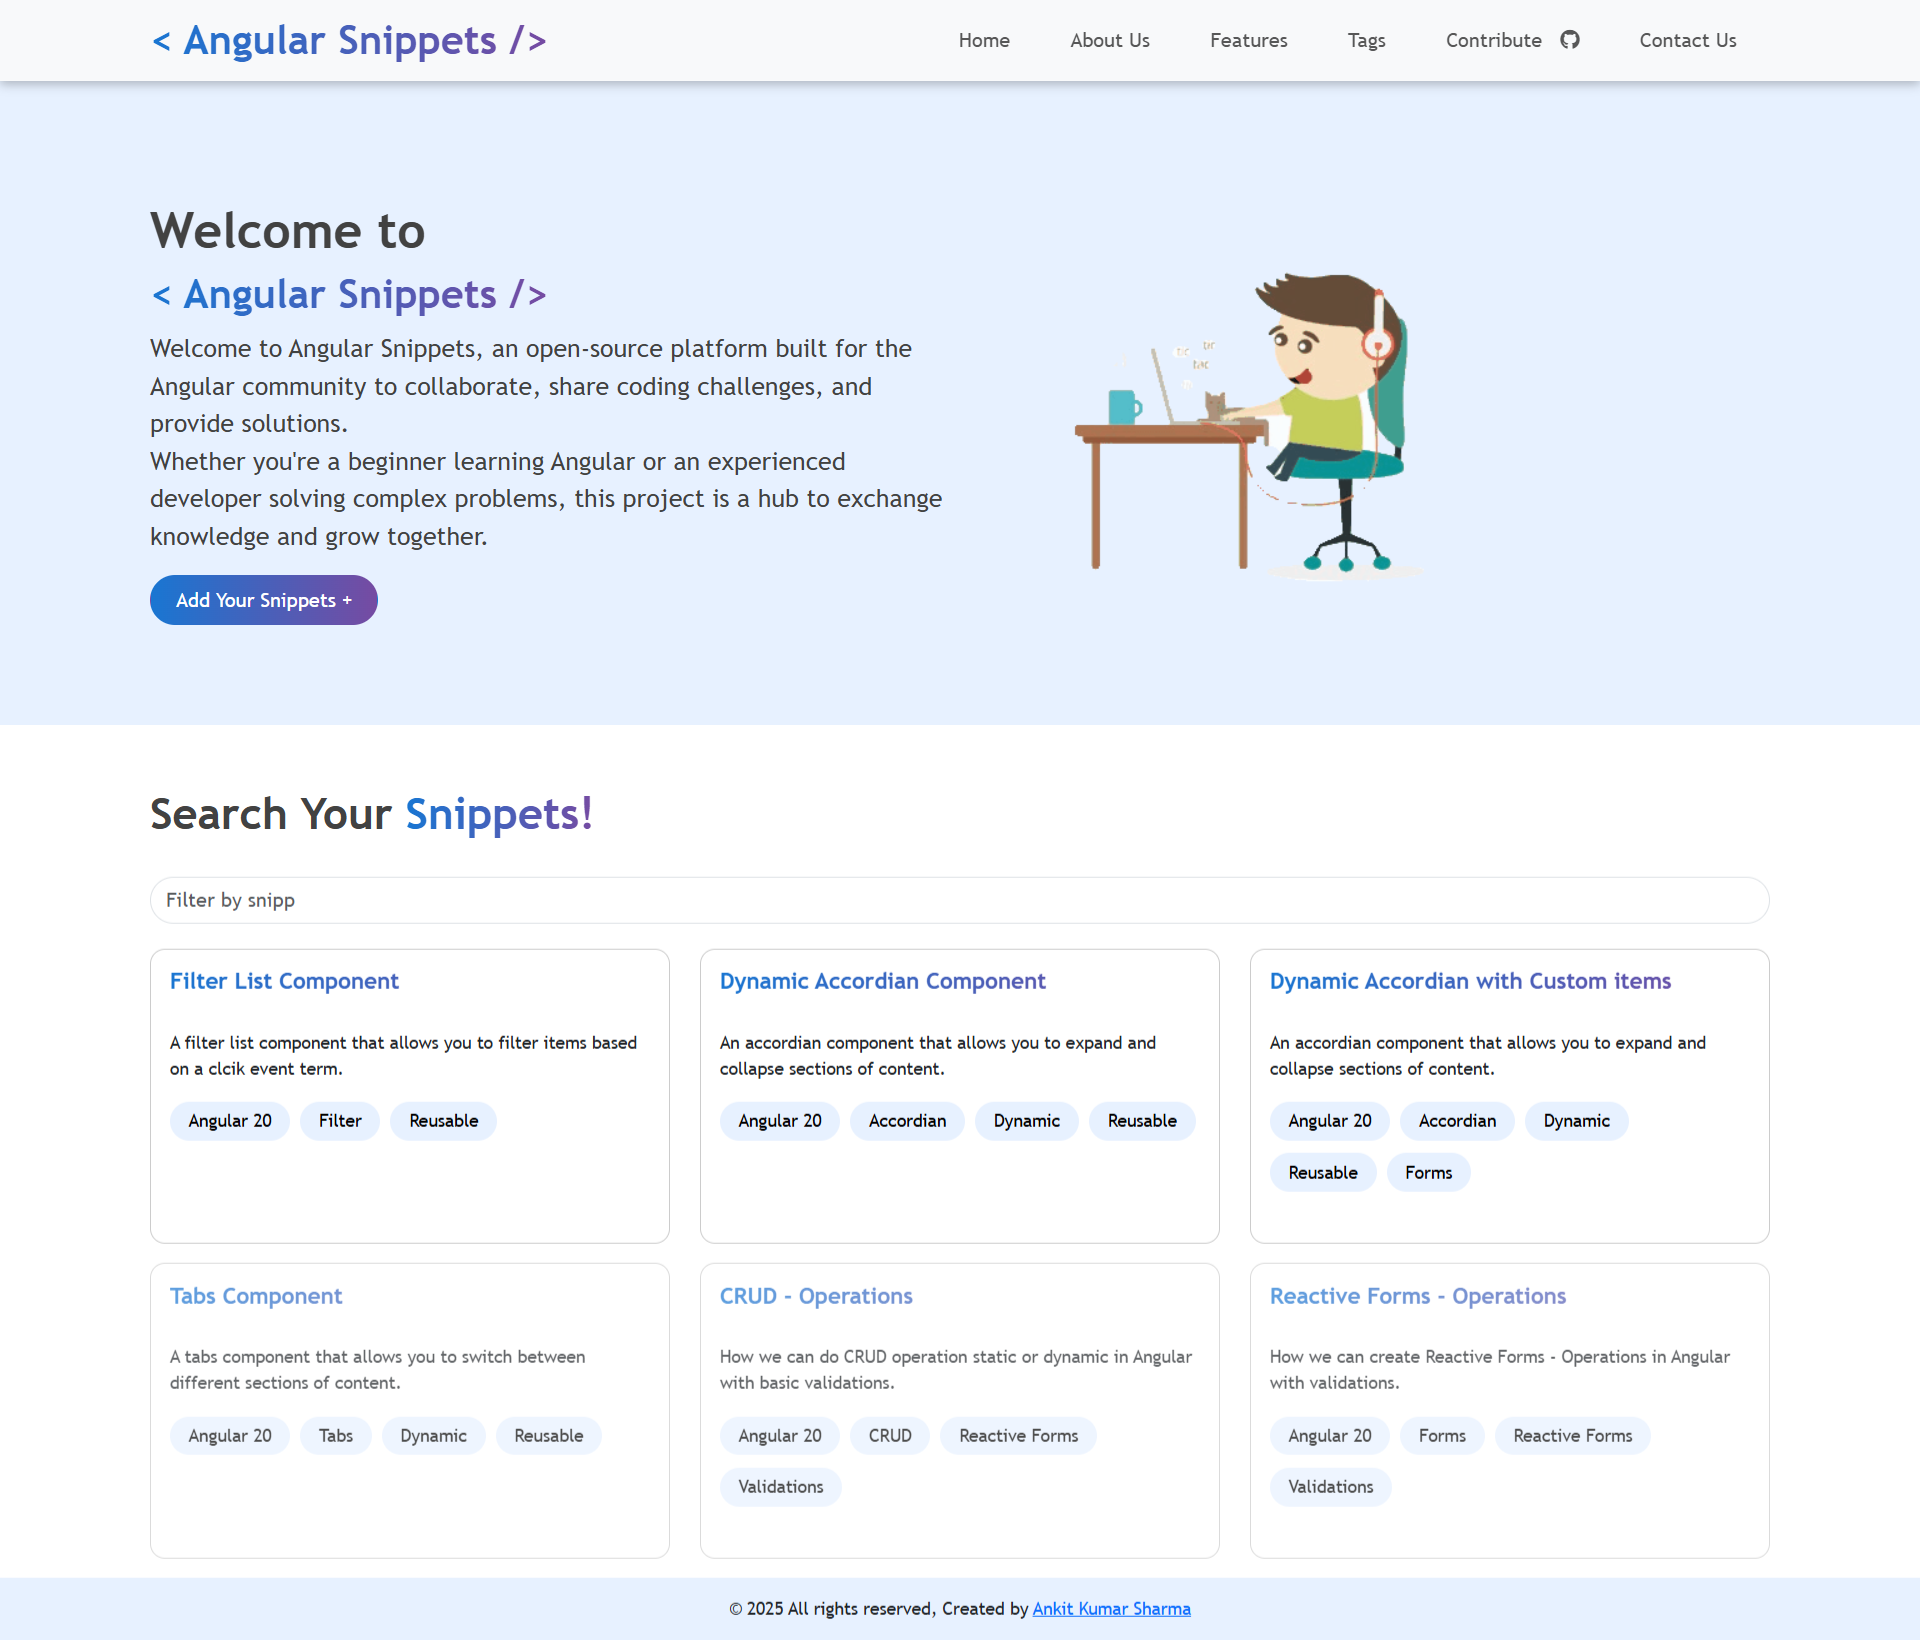 < Angular Snippets />
Home
About Us
Features
Tags
Contribute
Contact Us
Welcome to
< Angular Snippets />
Welcome to Angular Snippets, an open-source platform built for the
Angular community to collaborate, share coding challenges, and
provide solutions.
Whether you're a beginner learning Angular or an experienced
developer solving complex problems, this project is a hub to exchange
knowledge and grow together.
Add Your Snippets +
tic
tic
tac
Search Your Snippets!
Filter by snipp
Filter List Component
A filter list component that allows you to filter items based
on a clcik event term.
Angular 20
Filter
Reusable
Dynamic Accordian Component
An accordian component that allows you to expand and
collapse sections of content.
Angular 20
Accordian
Dynamic
Reusable
Dynamic Accordian with Custom items
An accordian component that allows you to expand and
collapse sections of content.
Angular 20
Accordian
Dynamic
Reusable
Forms
Tabs Component
A tabs component that allows you to switch between
different sections of content.
Angular 20
Tabs
Dynamic
Reusable
CRUD - Operations
How we can do CRUD operation static or dynamic in Angular
with basic validations.
Angular 20
CRUD
Reactive Forms
Validations
Reactive Forms - Operations
How we can create Reactive Forms - Operations in Angular
with validations.
Angular 20
Forms
Reactive Forms
Validations
© 2025 All rights reserved, Created by Ankit Kumar Sharma